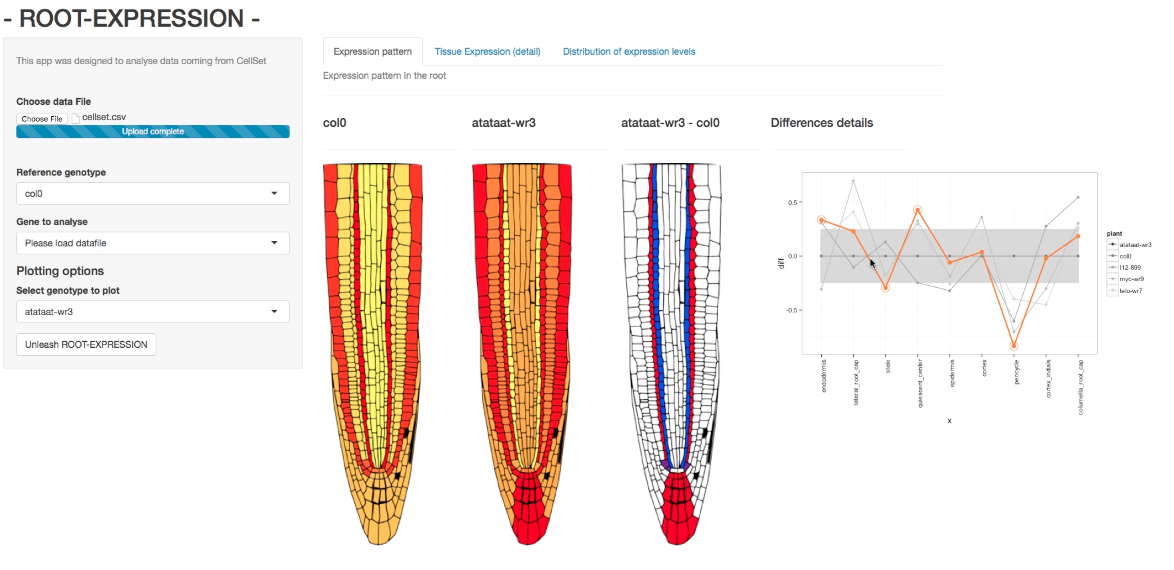 - ROOT-EXPRESSION -
This app was designed to analyse data coming from CellSet
Choose data File
Choose File cellset.csv
Upload complete
Reference genotype
col0
Gene to analyse
Please load datafile
Plotting options
Select genotype to plot
atataat-wr3
Unleash ROOT-EXPRESSION
Expression pattern Tissue Expression (detail) Distribution of expression levels
Expression pattern in the root
col0 atataat-wr3 atataat-wr3 - col0 Differences details
0.5
0.0
-0.5
diff
endodermis lateral_root_cap stele quiescent_center epidermis cortex pericycle cortex_initials columella_root_cap
x
plant
atataat-wr3
col0
l12-899
myc-wr9
telo-wr7